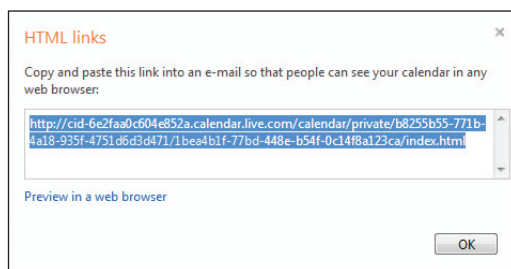 HTML links
Copy and paste this link into an e-mail so that people can see your calendar in any
web browser:
http://cid-6e2faa0c604e852a.calendar.live.com/calendar/private/b8255b55-771b-
4a18-935f-4751d6d3d471/1bea4b1f-77bd-448e-b54f-0c14f8a123ca/index.html
Preview in a web browser
OK